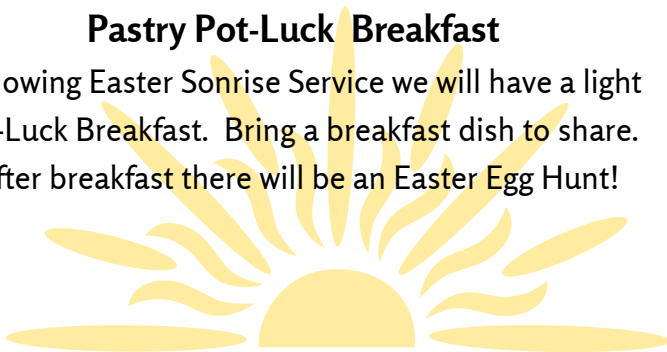 Pastry Pot-Luck Breakfast
owing Easter Sonrise Service we will have a light
-Luck Breakfast.  Bring a breakfast dish to share.
fter breakfast there will be an Easter Egg Hunt!